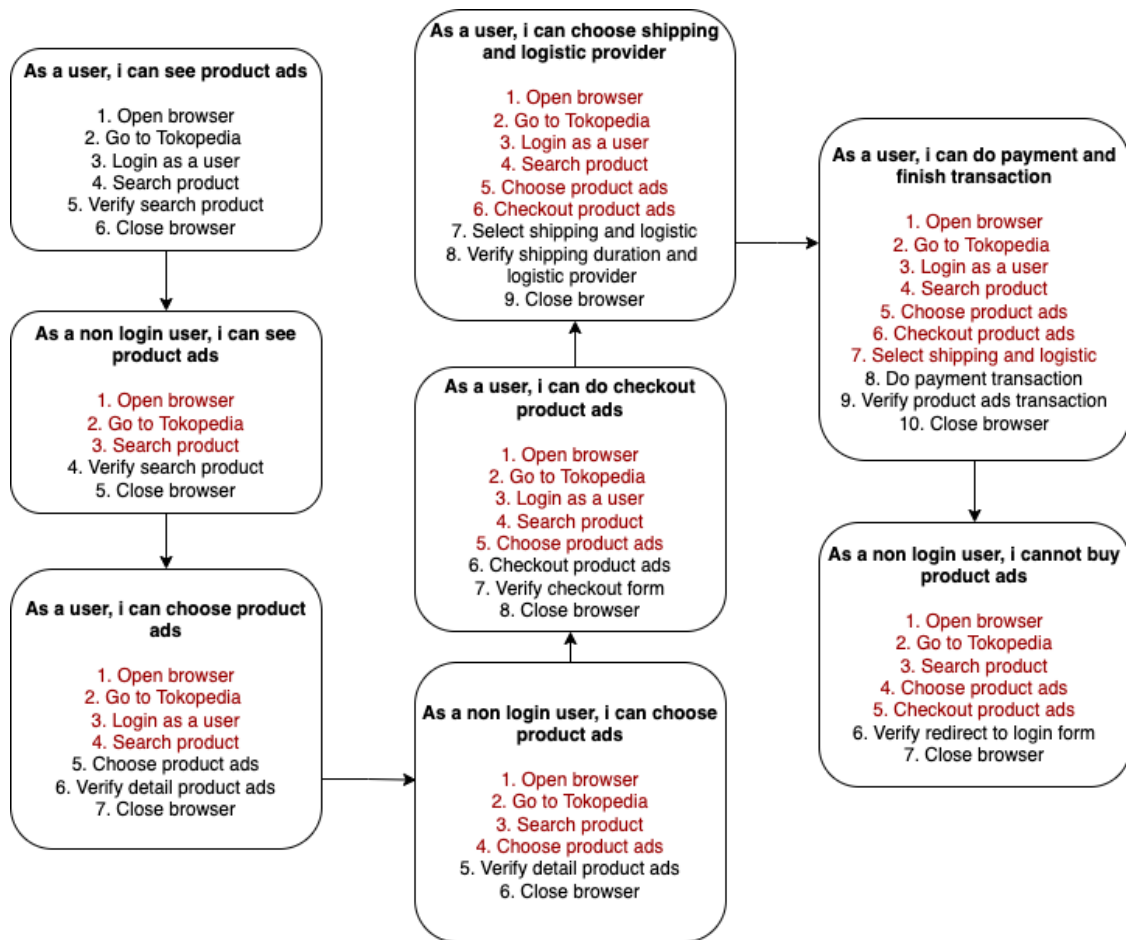 As a user, i can see product ads
1. Open browser
2. Go to Tokopedia
3. Login as a user
4. Search product
5. Verify search product
6. Close browser
As a non login user, i can see
product ads
1. Open browser
2. Go to Tokopedia
3. Search product
4. Verify search product
5. Close browser
As a user, i can choose product
ads
1. Open browser
2. Go to Tokopedia
3. Login as a user
4. Search product
5. Choose product ads
6. Verify detail product ads
7. Close browser
As a non login user, i can choose
product ads
1. Open browser
2. Go to Tokopedia
3. Search product
4. Choose product ads
5. Verify detail product ads
6. Close browser
As a user, i can do checkout
product ads
1. Open browser
2. Go to Tokopedia
3. Login as a user
4. Search product
5. Choose product ads
6. Checkout product ads
7. Verify checkout form
8. Close browser
As a user, i can choose shipping
and logistic provider
1. Open browser
2. Go to Tokopedia
3. Login as a user
4. Search product
5. Choose product ads
6. Checkout product ads
7. Select shipping and logistic
8. Verify shipping duration and
logistic provider
9. Close browser
As a user, i can do payment and
finish transaction
1. Open browser
2. Go to Tokopedia
3. Login as a user
4. Search product
5. Choose product ads
6. Checkout product ads
7. Select shipping and logistic
8. Do payment transaction
9. Verify product ads transaction
10. Close browser
As a non login user, i cannot buy
product ads
1. Open browser
2. Go to Tokopedia
3. Search product
4. Choose product ads
5. Checkout product ads
6. Verify redirect to login form
7. Close browser